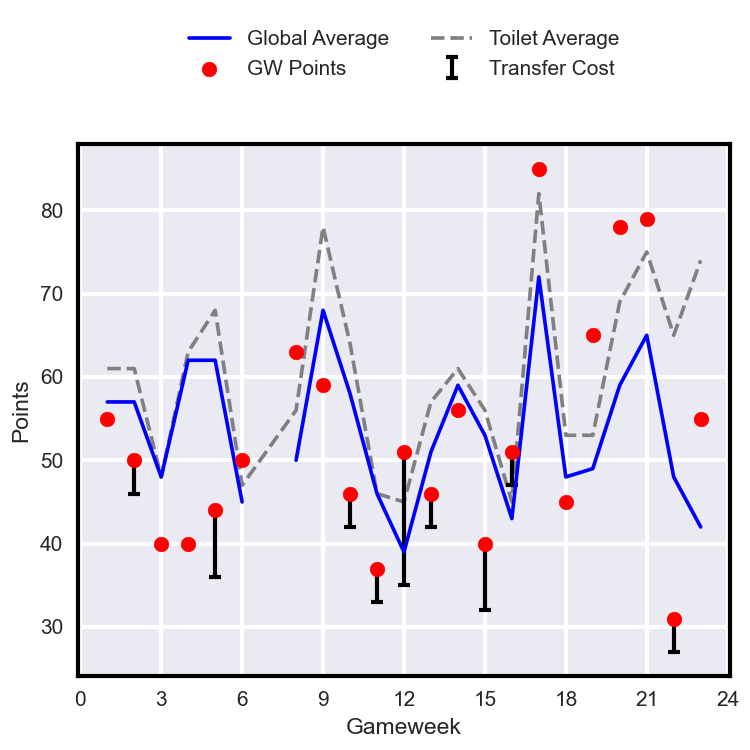 Global Average
Toilet Average
GW Points
Transfer Cost
80
70
60
50
40
30
Points
0 3 6 9 12 15 18 21 24
Gameweek